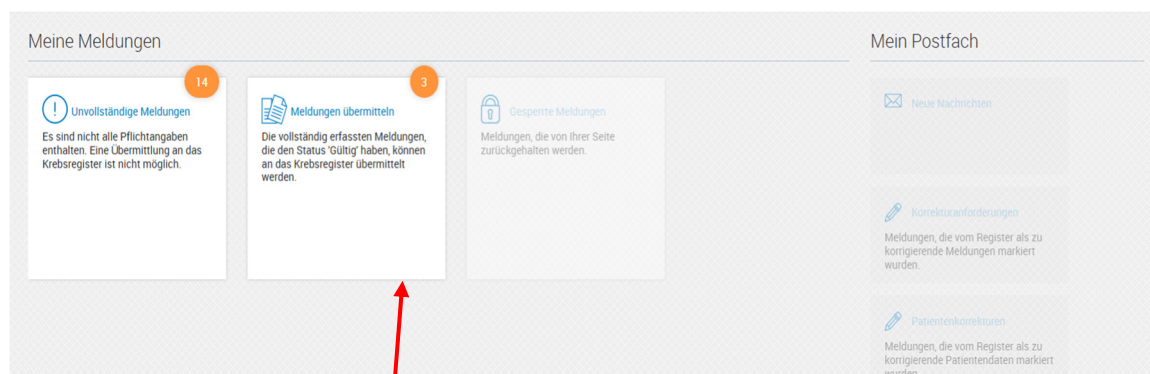 Meine Meldungen
Mein Postfach
14
Unvollständige Meldungen
Es sind nicht alle Pflichtangaben
enthalten. Eine Übermittlung an das
Krebsregister ist nicht möglich.
3
Meldungen übermitteln
Die vollständig erfassten Meldungen,
die den Status 'Gültig' haben, können
an das Krebsregister übermittelt
werden.
Gesperrte Meldungen
Meldungen, die von Ihrer Seite
zurückgehalten werden.
Neue Nachrichten
Korrekturanforderungen
Meldungen, die vom Register als zu
korrigierende Meldungen markiert
wurden.
Patientenkorrekturen
Meldungen, die vom Register als zu
korrigierende Patientendaten markiert
wurden.